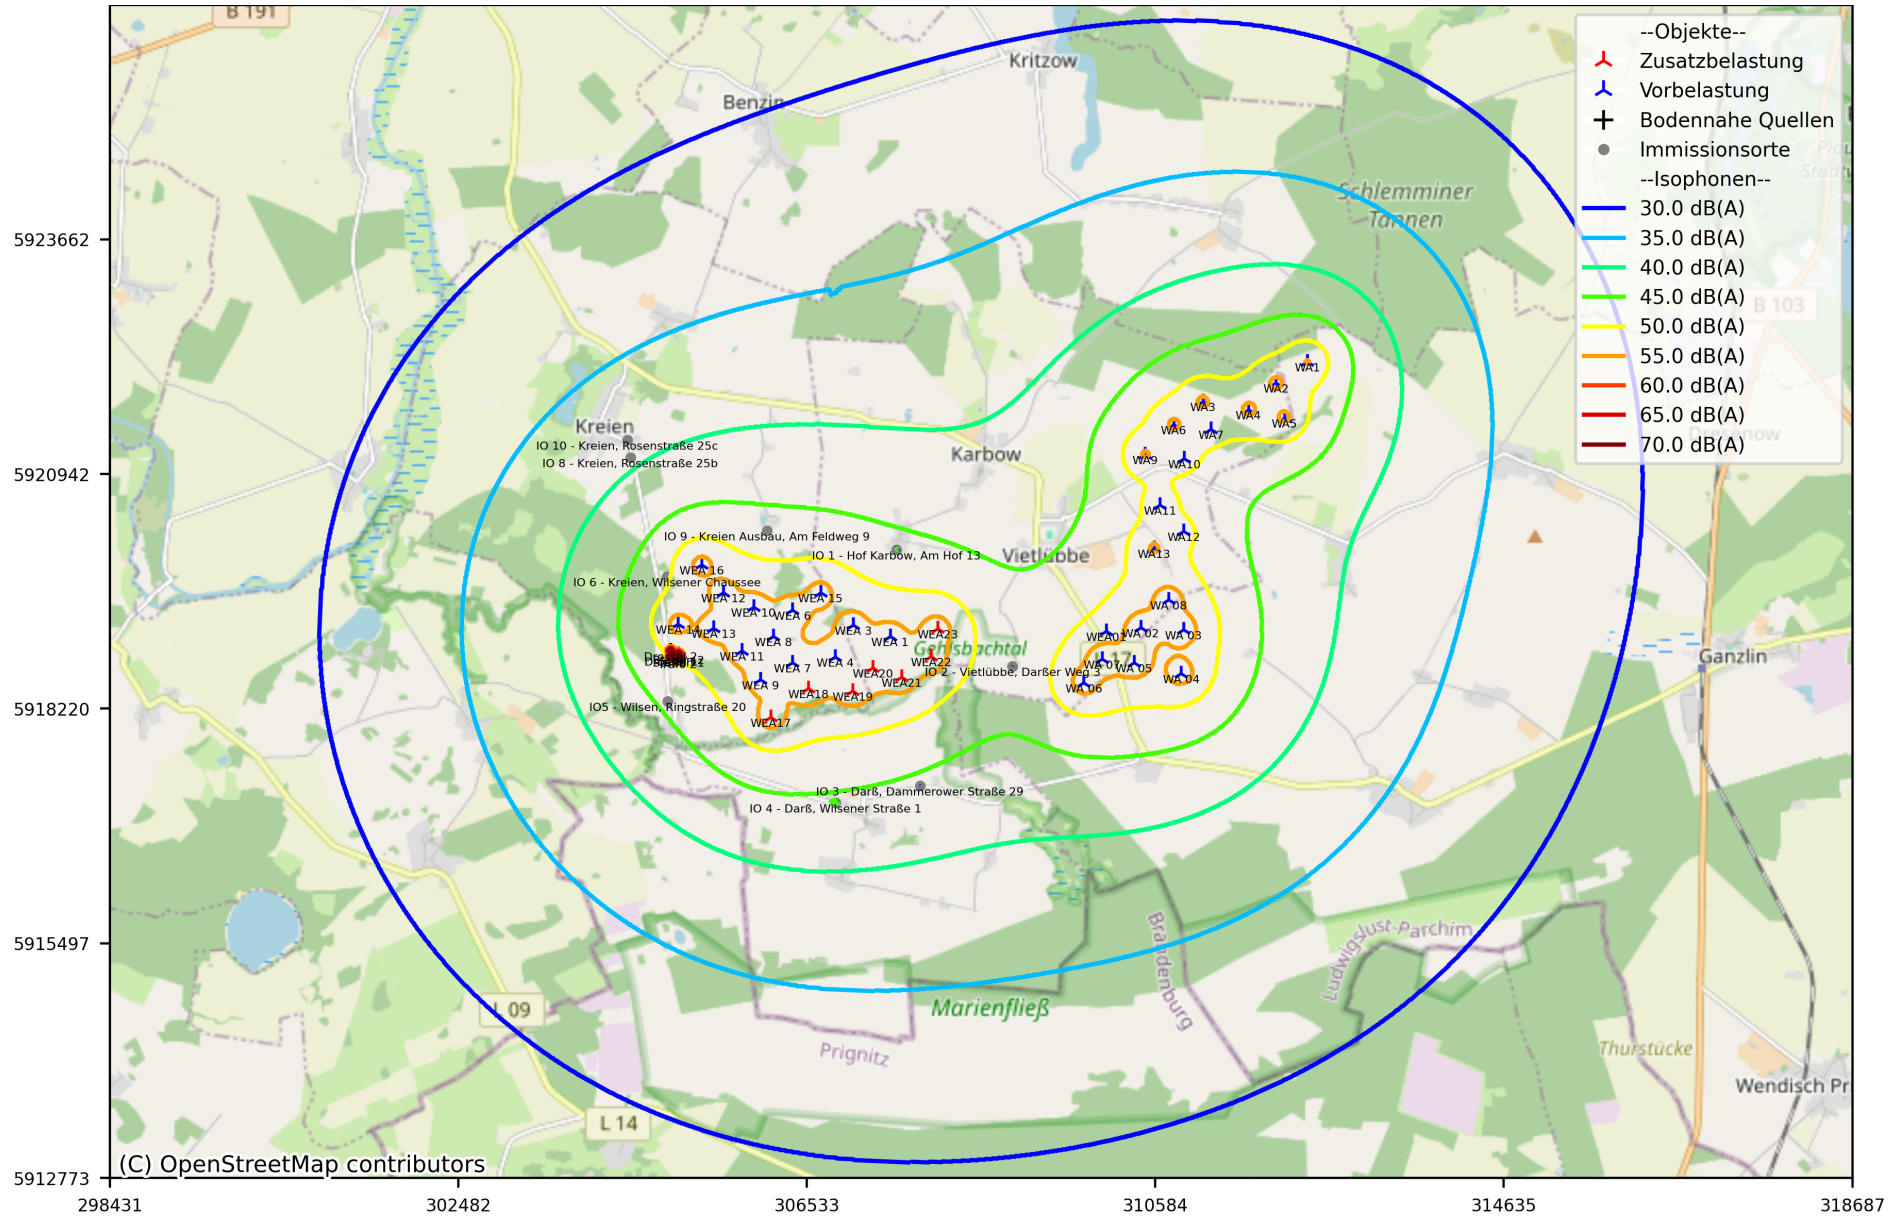 B 191
Kritzow
Benzin
Schlemminer
Tannen
--Objekte--
Zusatzbelastung
Vorbelastung
Bodennahe Quellen
Immissionsorte
--Isophonen--
30.0 dB(A)
35.0 dB(A)
40.0 dB(A)
45.0 dB(A)
50.0 dB(A)
55.0 dB(A)
60.0 dB(A)
65.0 dB(A)
70.0 dB(A)
B 103
5923662
WA1
WA2
WA3
WA4
WA5
WA6
WA7
Kreien
IO 10 - Kreien, Rosenstraße 25c
IO 8 - Kreien, Rosenstraße 25b
Karbow
WA9
WA10
5920942
WA11
WA12
WA13
IO 9 - Kreien Ausbau, Am Feldweg 9
IO 1 - Hof Karbow, Am Hof 13
Vietlübbe
WEA 16
IO 6 - Kreien, Wilsener Chaussee
WEA 12
WEA 15
WEA 10
WEA 6
WA 08
WEA 14
WEA 13
WEA 3
WEA 1
WEA23
WEA01
WA 02
WA 03
WEA 8
Gehlsbachtal
WEA 11
WEA 7
WEA 4
WEA22
WEA20
WEA21
IO 2 - Vietlübbe, Darßer Weg 3
17
WA 07
WA 05
WA 04
WA 06
Ganzlin
WEA 9
WEA18
WEA19
IO5 - Wilsen, Ringstraße 20
WEA17
5918220
IO 3 - Darß, Dammerower Straße 29
IO 4 - Darß, Wilsener Straße 1
5915497
Brandenburg
Ludwigslust-Parchim
L 09
Marienfließ
Prignitz
Thurstücke
Wendisch Pr
L 14
(C) OpenStreetMap contributors
5912773
298431
302482
306533
310584
314635
318687